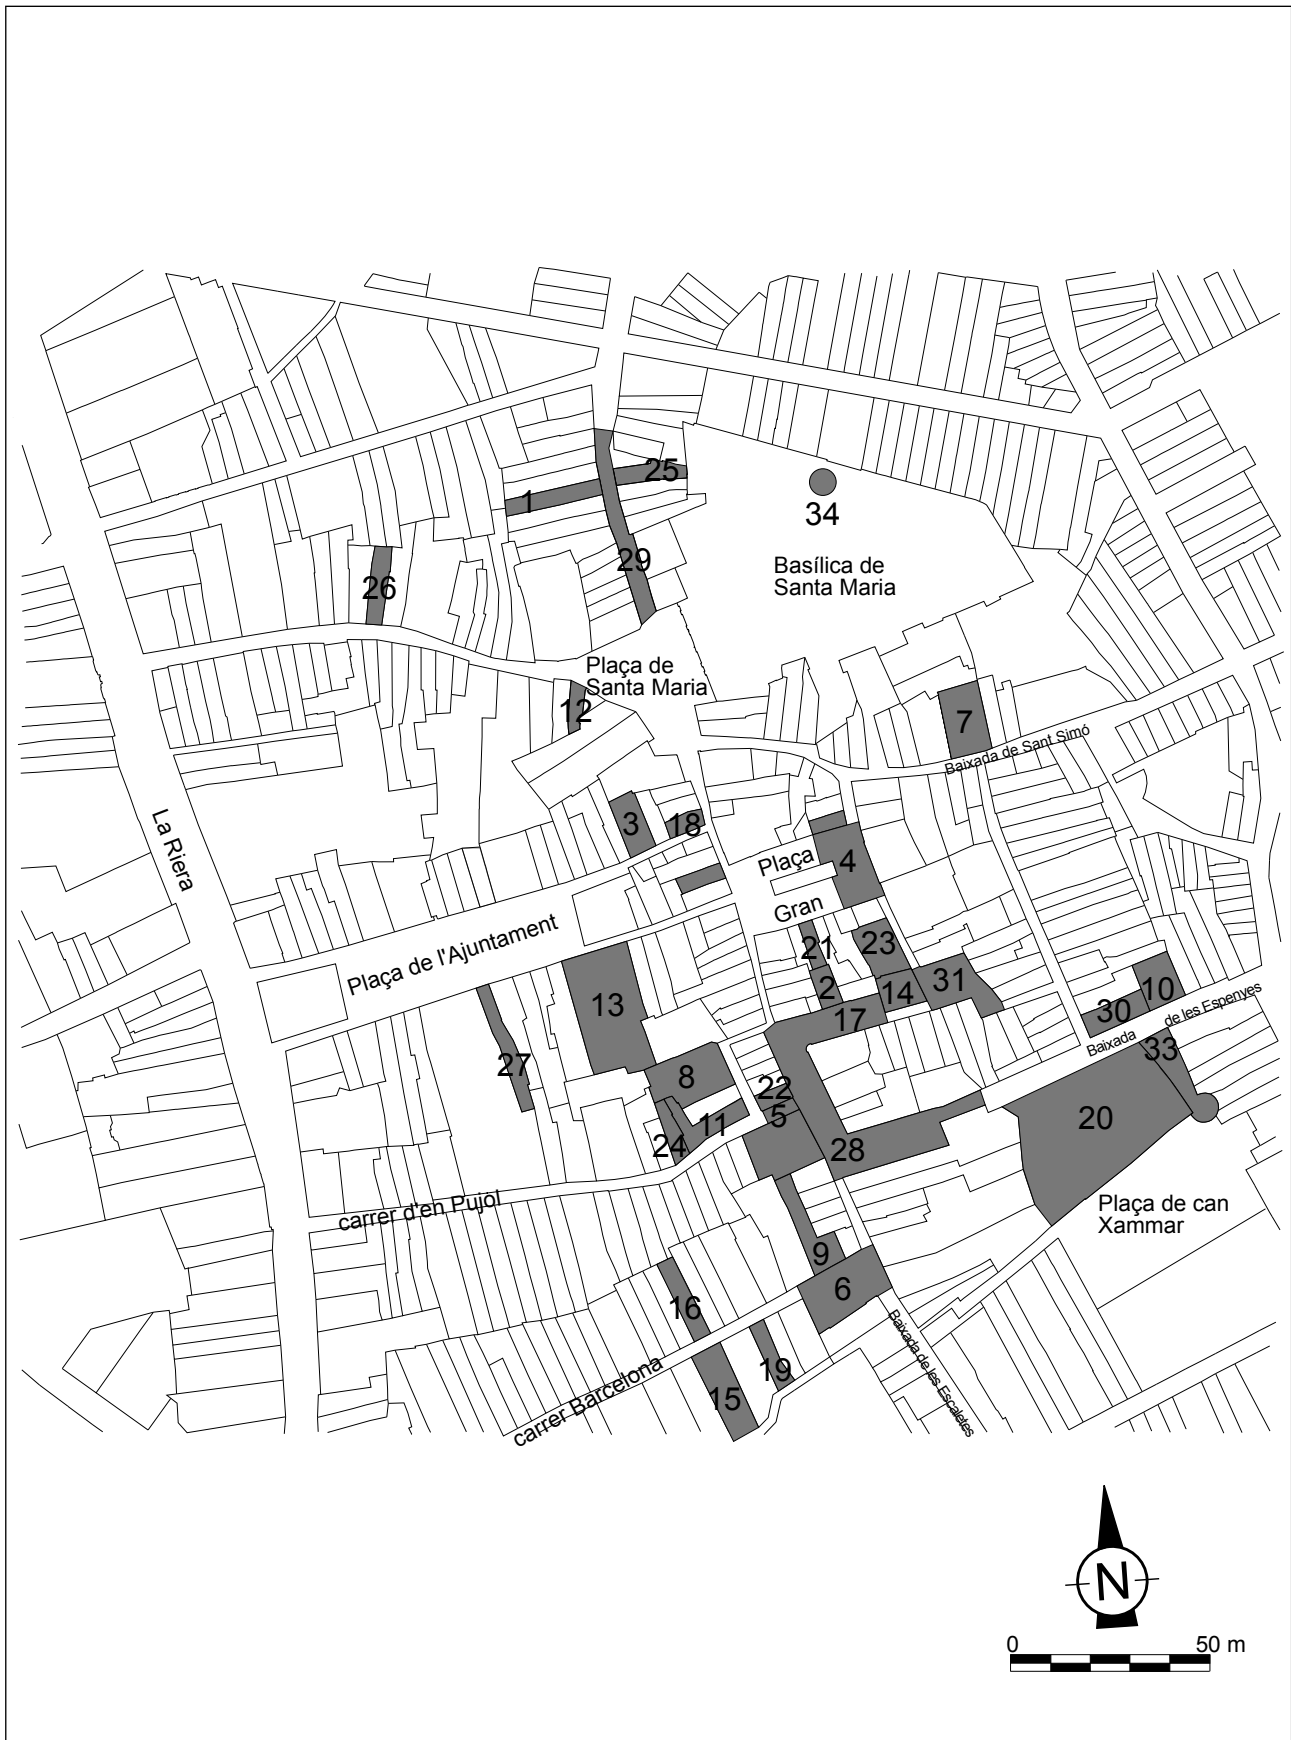 25
1
34
29
Basílica de
Santa Maria
26
Plaça de
Santa Maria
12
7
Baixada de Sant Simó
La Riera
3
18
Plaça
4
Gran
Plaça de l'Ajuntament
21
23
2
14
31
13
17
30
10
Baixada
de les Espenyes
33
27
8
22
5
11
20
24
28
carrer d'en Pujol
Plaça de can
Xammar
9
6
16
Baixada de les Escaletes
19
15
carrer Barcelona
N
0
50 m